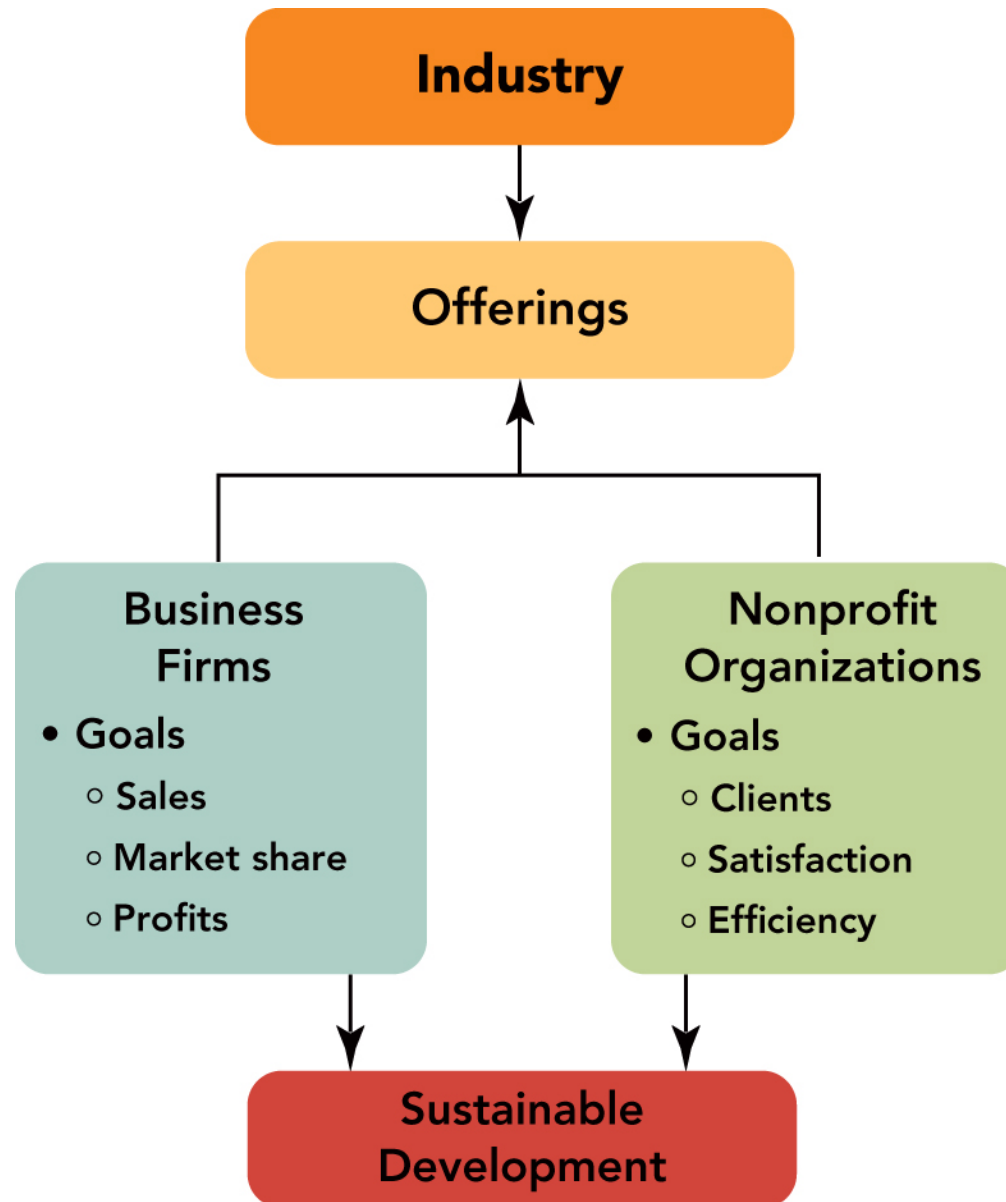 Industry
Offerings
Business
Firms
• Goals
○ Sales
○ Market share
○ Profits
Nonprofit
Organizations
• Goals
○ Clients
○ Satisfaction
○ Efficiency
Sustainable
Development